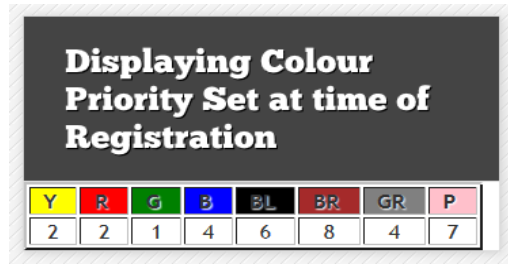 Displaying Colour
Priority Set at time of
Registration
Y R G B BL BR GR P
2 2 1 4 6 8 4 7